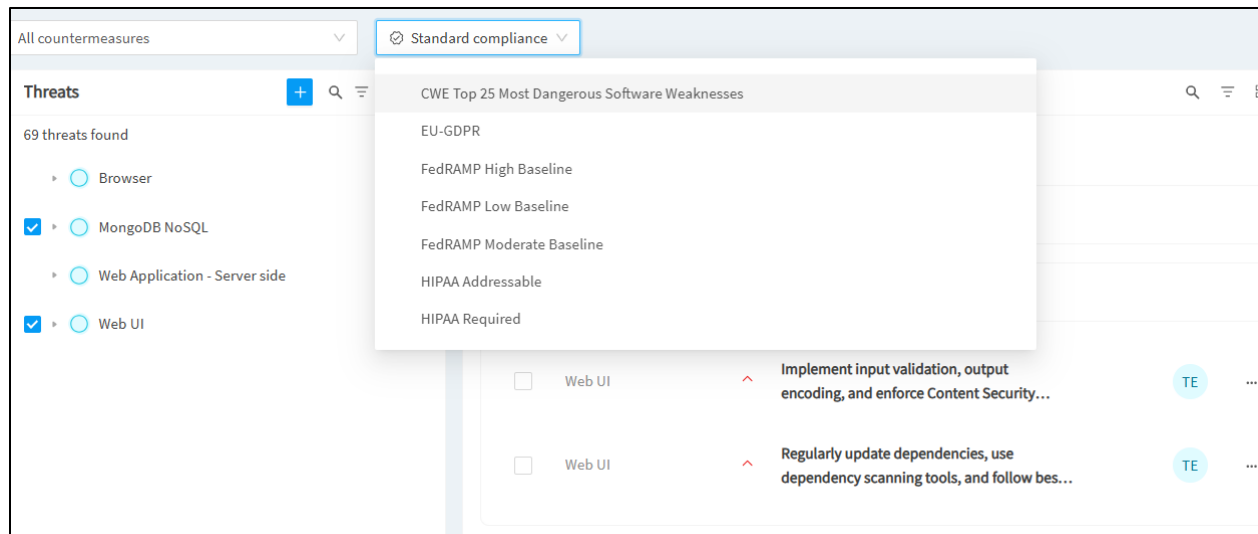 All countermeasures
Standard compliance
Threats
69 threats found
Browser
MongoDB NoSQL
Web Application - Server side
Web UI
CWE Top 25 Most Dangerous Software Weaknesses
EU-GDPR
FedRAMP High Baseline
FedRAMP Low Baseline
FedRAMP Moderate Baseline
HIPAA Addressable
HIPAA Required
Web UI
Implement input validation, output
encoding, and enforce Content Security...
TE
...
Web UI
Regularly update dependencies, use
dependency scanning tools, and follow bes...
TE
...